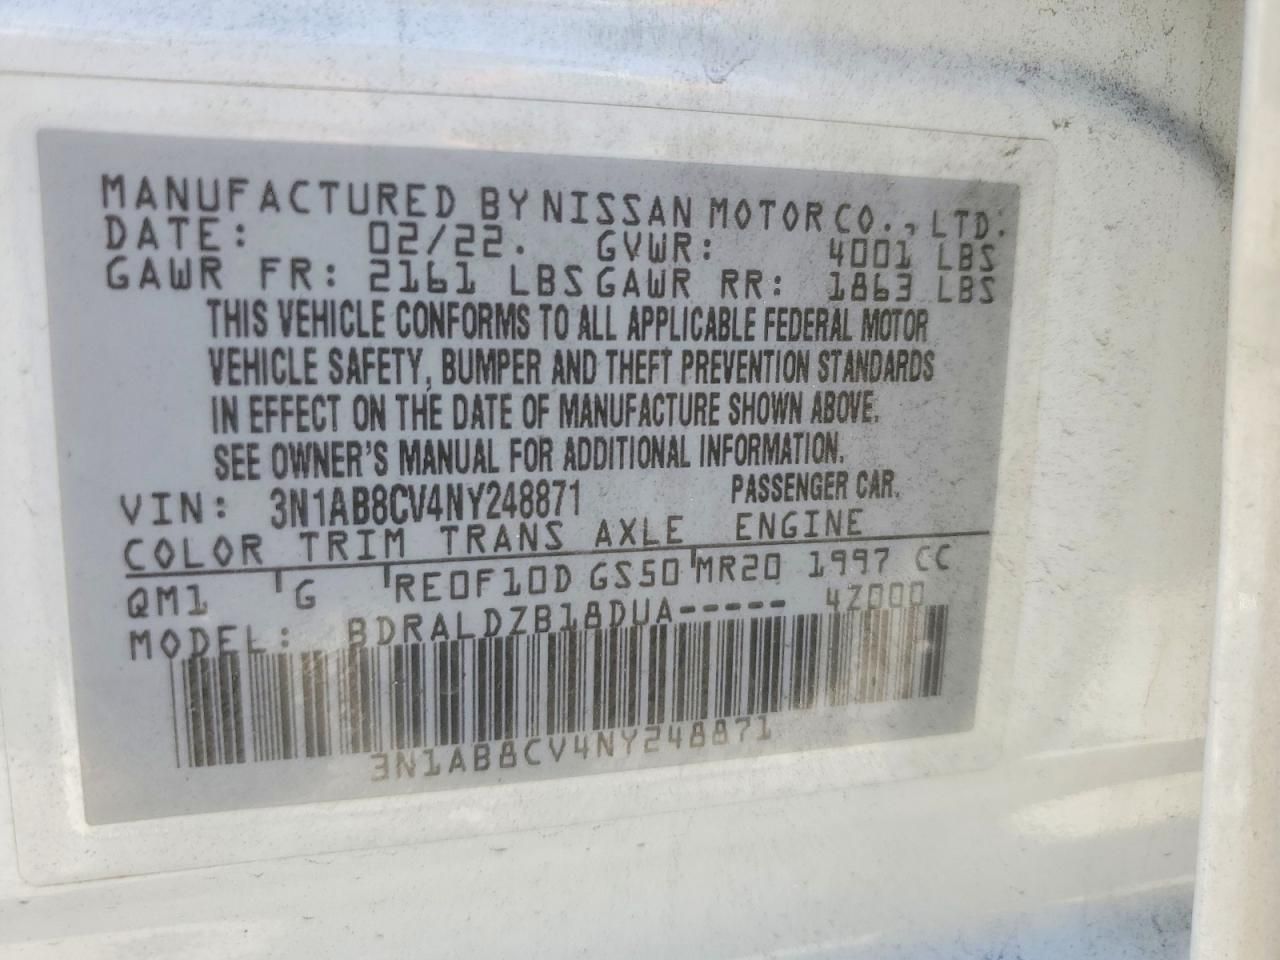 MANUFACTURED BY NISSAN MOTOR CO., LTD.
DATE: 02/22. GVWR: 4001 LBS
GAWR FR: 2161 LBS GAWR RR: 1863 LBS
THIS VEHICLE CONFORMS TO ALL APPLICABLE FEDERAL MOTOR
VEHICLE SAFETY, BUMPER AND THEFT PREVENTION STANDARDS
IN EFFECT ON THE DATE OF MANUFACTURE SHOWN ABOVE.
SEE OWNER'S MANUAL FOR ADDITIONAL INFORMATION.
VIN: 3N1AB8CV4NY248871 PASSENGER CAR.
COLOR TRIM TRANS AXLE ENGINE
QM1 G RE0F10D GS50 MR20 1997 CC
MODEL: BDRALDZB18DUA----- 4Z000
3N1AB8CV4NY248871